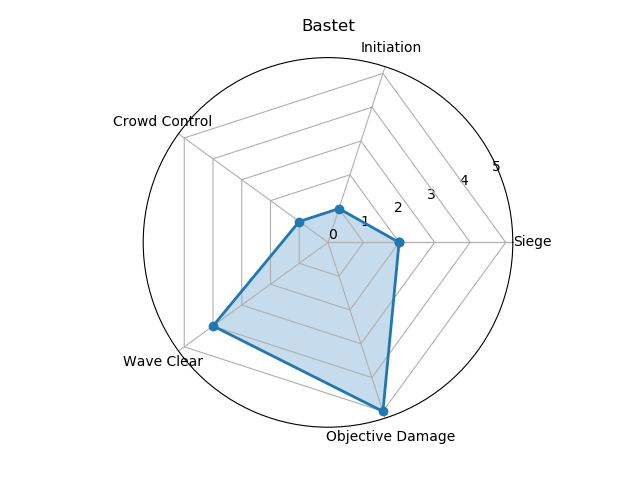 Bastet
Initiation
Crowd Control
5
4
3
2
1
0
Siege
Wave Clear
Objective Damage